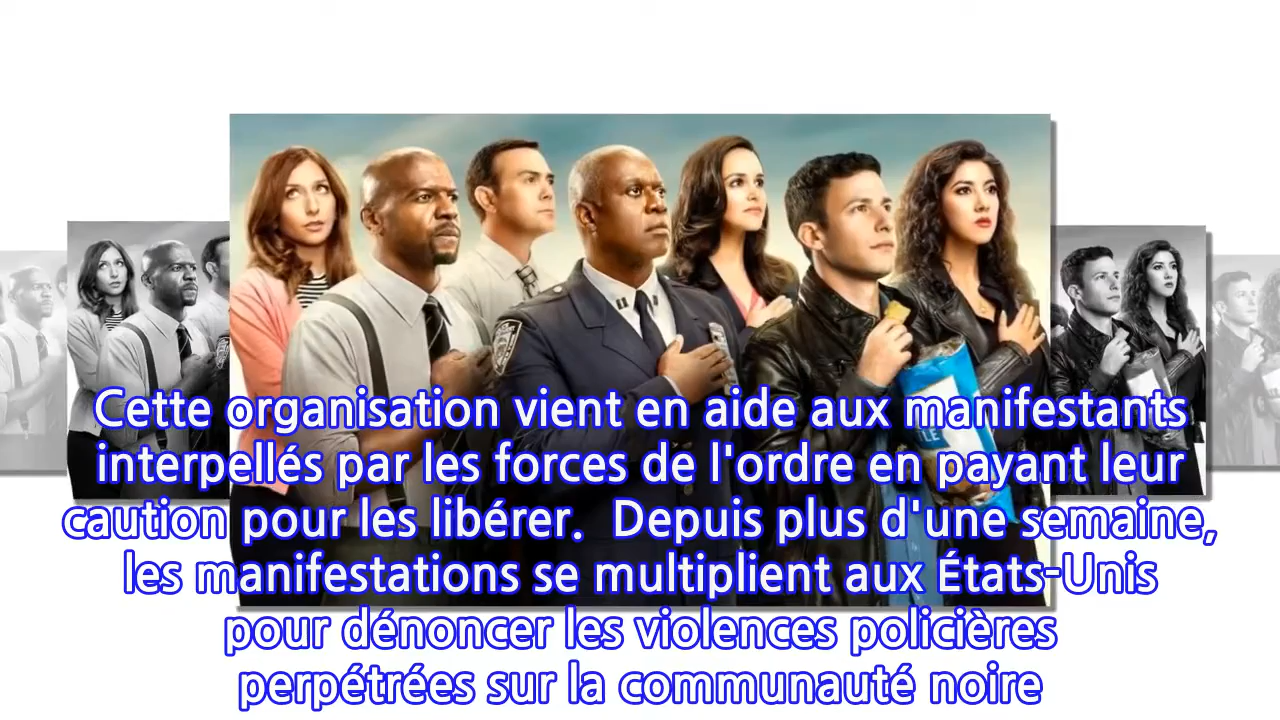 Cette organisation vient en aide aux manifestants
interpellés par les forces de l'ordre en payant leur
caution pour les libérer.  Depuis plus d'une semaine,
les manifestations se multiplient aux États-Unis
pour dénoncer les violences policières
perpétrées sur la communauté noire